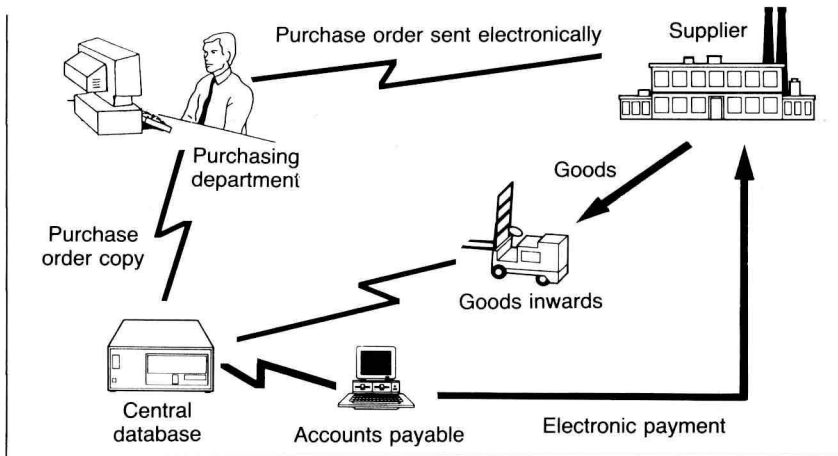 Purchase order sent electronically
Supplier
Purchasing
department
Goods
Purchase
order copy
Goods inwards
Central
database
Accounts payable
Electronic payment